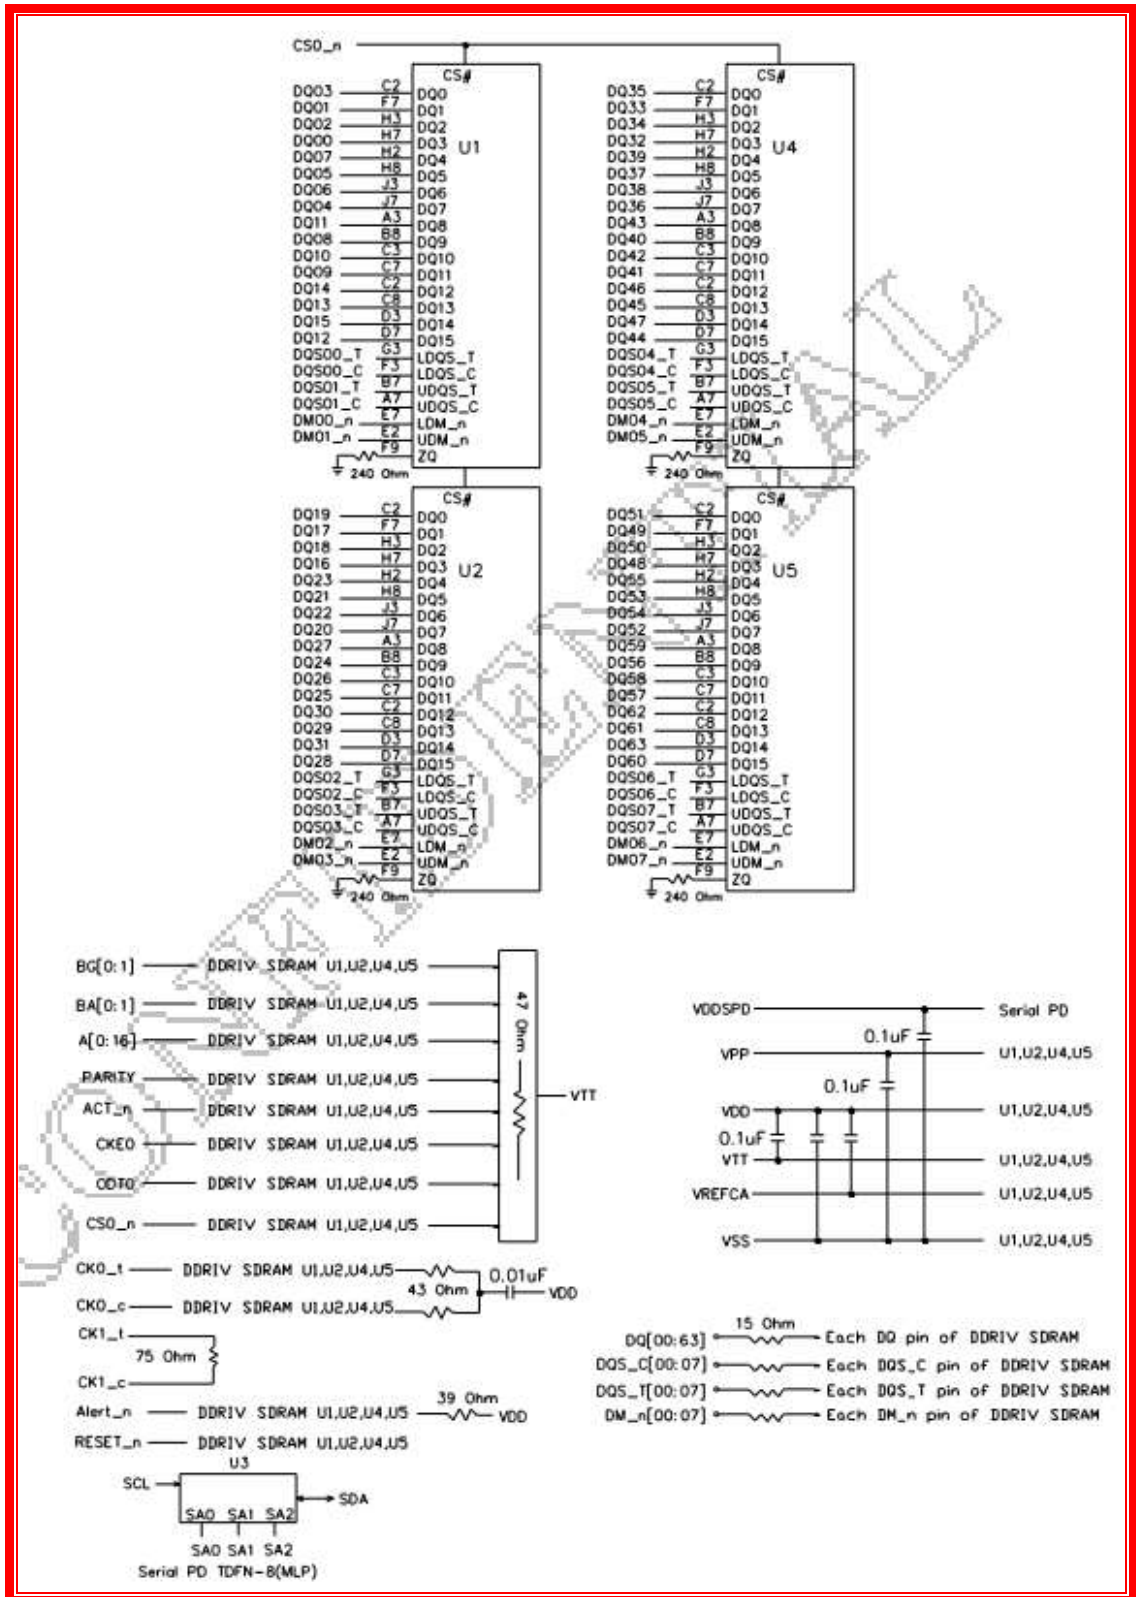 CS0_n
CS#
DQ03 C2 DQ0
DQ01 F7 DQ1
DQ02 H3 DQ2
DQ00 H7 DQ3
U1
DQ07 H2 DQ4
DQ05 H8 DQ5
DQ06 J3 DQ6
DQ04 J7 DQ7
DQ11 A3 DQ8
DQ08 B8 DQ9
DQ10 C3 DQ10
DQ09 C7 DQ11
DQ14 C2 DQ12
DQ13 C8 DQ13
DQ15 D3 DQ14
DQ12 D7 DQ15
DQS00_T G3 LDQS_T
DQS00_C F3 LDQS_C
DQS01_T B7 UDQS_T
DQS01_C A7 UDQS_C
DM00_n E7 LDM_n
DM01_n E2 UDM_n
F9 ZQ
240 Ohm
CS#
DQ35 C2 DQ0
DQ33 F7 DQ1
DQ34 H3 DQ2
DQ32 H7 DQ3
U4
DQ39 H2 DQ4
DQ37 H8 DQ5
DQ38 J3 DQ6
DQ36 J7 DQ7
DQ43 A3 DQ8
DQ40 B8 DQ9
DQ42 C3 DQ10
DQ41 C7 DQ11
DQ46 C2 DQ12
DQ45 C8 DQ13
DQ47 D3 DQ14
DQ44 D7 DQ15
DQS04_T G3 LDQS_T
DQS04_C F3 LDQS_C
DQS05_T B7 UDQS_T
DQS05_C A7 UDQS_C
DM04_n E7 LDM_n
DM05_n E2 UDM_n
F9 ZQ
240 Ohm
CS#
DQ19 C2 DQ0
DQ17 F7 DQ1
DQ18 H3 DQ2
DQ16 H7 DQ3
U2
DQ23 H2 DQ4
DQ21 H8 DQ5
DQ22 J3 DQ6
DQ20 J7 DQ7
DQ27 A3 DQ8
DQ24 B8 DQ9
DQ26 C3 DQ10
DQ25 C7 DQ11
DQ30 C2 DQ12
DQ29 C8 DQ13
DQ31 D3 DQ14
DQ28 D7 DQ15
DQS02_T G3 LDQS_T
DQS02_C F3 LDQS_C
DQS03_T B7 UDQS_T
DQS03_C A7 UDQS_C
DM02_n E7 LDM_n
DM03_n E2 UDM_n
F9 ZQ
240 Ohm
CS#
DQ51 C2 DQ0
DQ49 F7 DQ1
DQ50 H3 DQ2
DQ48 H7 DQ3
U5
DQ55 H2 DQ4
DQ53 H8 DQ5
DQ54 J3 DQ6
DQ52 J7 DQ7
DQ59 A3 DQ8
DQ56 B8 DQ9
DQ58 C3 DQ10
DQ57 C7 DQ11
DQ62 C2 DQ12
DQ61 C8 DQ13
DQ63 D3 DQ14
DQ60 D7 DQ15
DQS06_T G3 LDQS_T
DQS06_C F3 LDQS_C
DQS07_T B7 UDQS_T
DQS07_C A7 UDQS_C
DM06_n E7 LDM_n
DM07_n E2 UDM_n
F9 ZQ
240 Ohm
CONFIDENTIAL
BG[0:1] DDRIV SDRAM U1,U2,U4,U5
BA[0:1] DDRIV SDRAM U1,U2,U4,U5
A[0:16] DDRIV SDRAM U1,U2,U4,U5
PARITY DDRIV SDRAM U1,U2,U4,U5
ACT_n DDRIV SDRAM U1,U2,U4,U5
CKE0 DDRIV SDRAM U1,U2,U4,U5
ODT0 DDRIV SDRAM U1,U2,U4,U5
CS0_n DDRIV SDRAM U1,U2,U4,U5
47 Ohm
VTT
CK0_t DDRIV SDRAM U1,U2,U4,U5
43 Ohm
0.01uF
VDD
CK0_c DDRIV SDRAM U1,U2,U4,U5
CK1_t
75 Ohm
CK1_c
Alert_n DDRIV SDRAM U1,U2,U4,U5
39 Ohm
VDD
RESET_n DDRIV SDRAM U1,U2,U4,U5
U3
SCL
SDA
SA0 SA1 SA2
SA0 SA1 SA2
Serial PD TDFN-8(MLP)
VDDSPD Serial PD
0.1uF
VPP U1,U2,U4,U5
0.1uF
VDD U1,U2,U4,U5
0.1uF
VTT U1,U2,U4,U5
VREFCA U1,U2,U4,U5
VSS U1,U2,U4,U5
15 Ohm
DQ[00:63] Each DQ pin of DDRIV SDRAM
DQS_C[00:07] Each DQS_C pin of DDRIV SDRAM
DQS_T[00:07] Each DQS_T pin of DDRIV SDRAM
DM_n[00:07] Each DM_n pin of DDRIV SDRAM